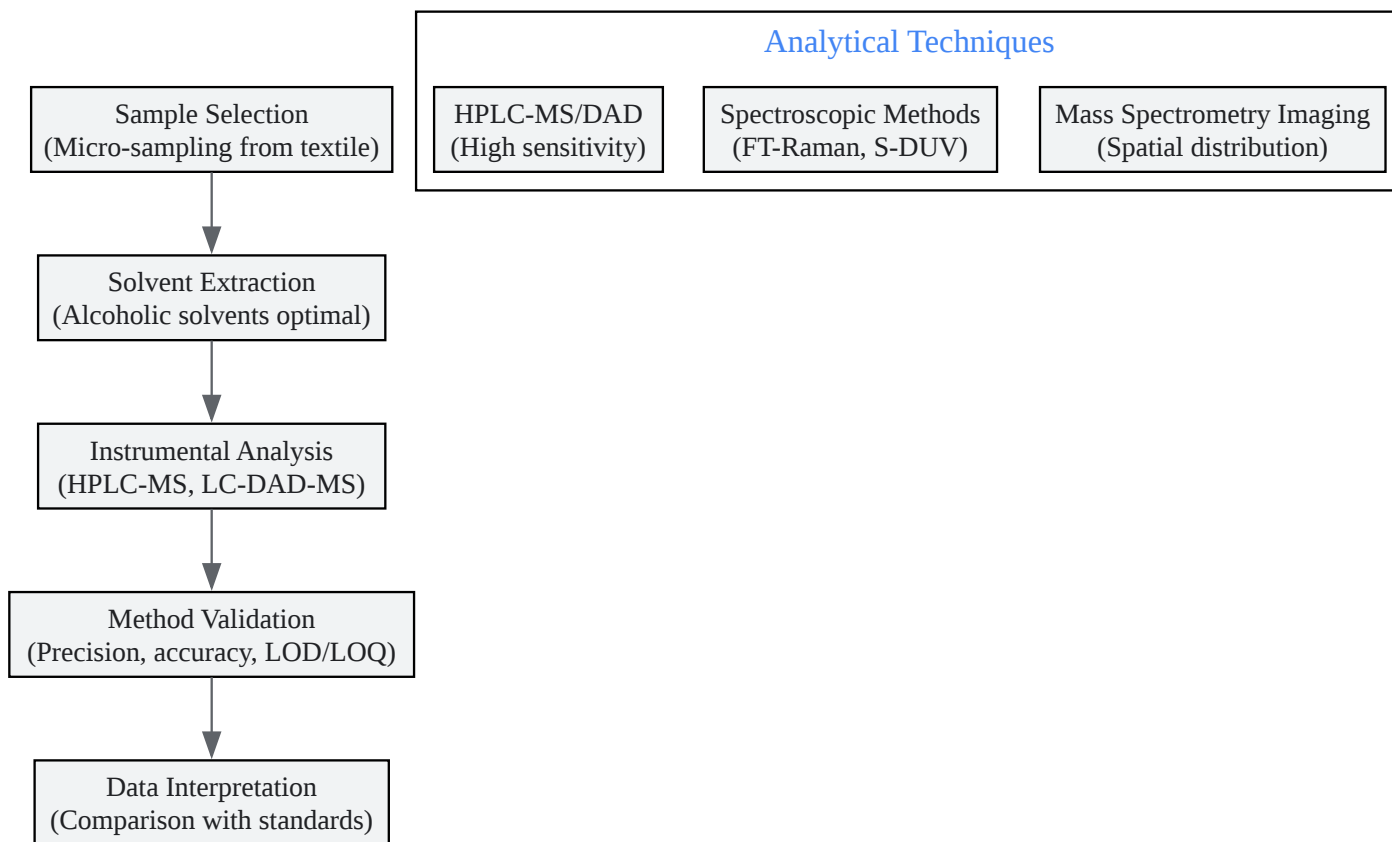 Analytical Techniques
Sample Selection
(Micro-sampling from textile)
HPLC-MS/DAD
(High sensitivity)
Spectroscopic Methods
(FT-Raman, S-DUV)
Mass Spectrometry Imaging
(Spatial distribution)
Solvent Extraction
(Alcoholic solvents optimal)
Instrumental Analysis
(HPLC-MS, LC-DAD-MS)
Method Validation
(Precision, accuracy, LOD/LOQ)
Data Interpretation
(Comparison with standards)